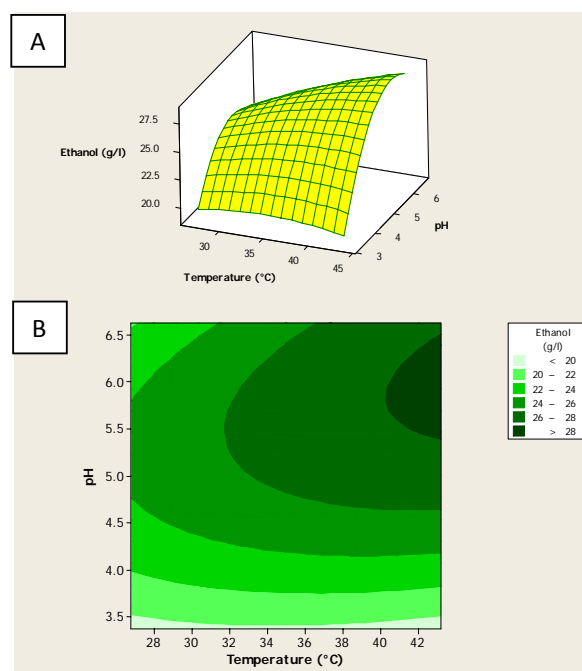 A
27.5
Ethanol (g/l)
25.0
22.5
20.0
30
35
40
45
3
4
5
6
pH
Temperature (°C)
B
6.5
6.0
5.5
5.0
4.5
4.0
3.5
pH
28 30 32 34 36 38 40 42
Temperature (°C)
Ethanol
(g/l)
< 20
20 – 22
22 – 24
24 – 26
26 – 28
> 28